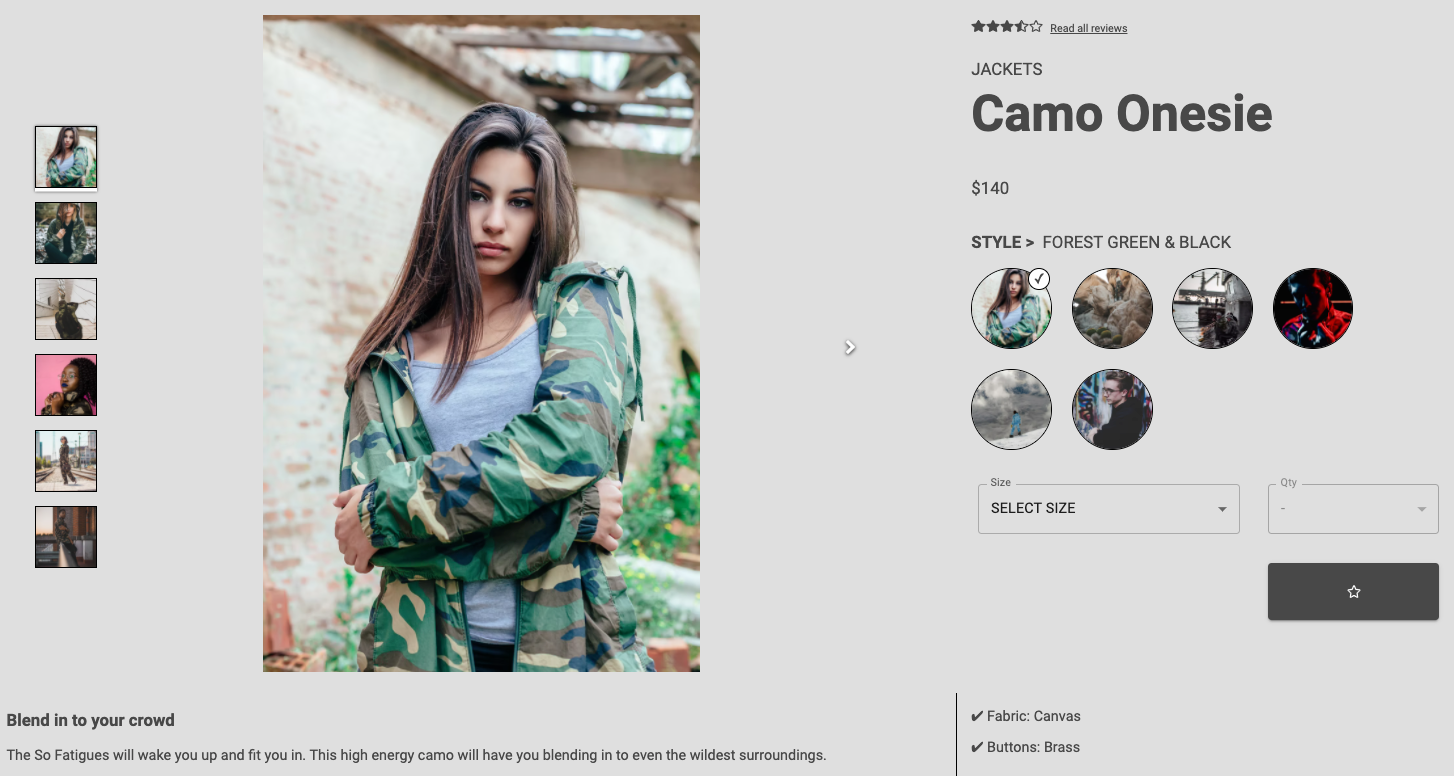 Read all reviews
JACKETS
Camo Onesie
$140
STYLE > FOREST GREEN & BLACK
Size
SELECT SIZE
Qty
-
Blend in to your crowd
The So Fatigues will wake you up and fit you in. This high energy camo will have you blending in to even the wildest surroundings.
✔ Fabric: Canvas
✔ Buttons: Brass